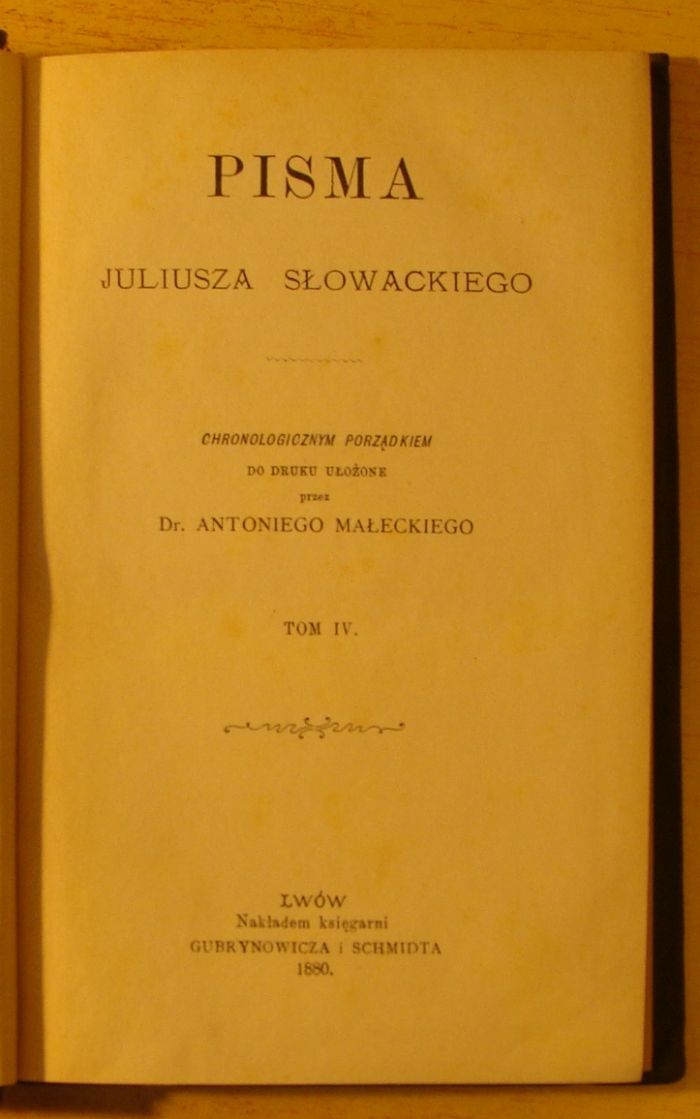 PISMA
JULIUSZA SŁOWACKIEGO
CHRONOLOGICZNYM PORZĄDKIEM
DO DRUKU UŁOŻONE
przez
Dr. ANTONIEGO MAŁECKIEGO
TOM IV.
LWÓW
Nakładem księgarni
GUBRYNOWICZA i SCHMIDTA
1880.